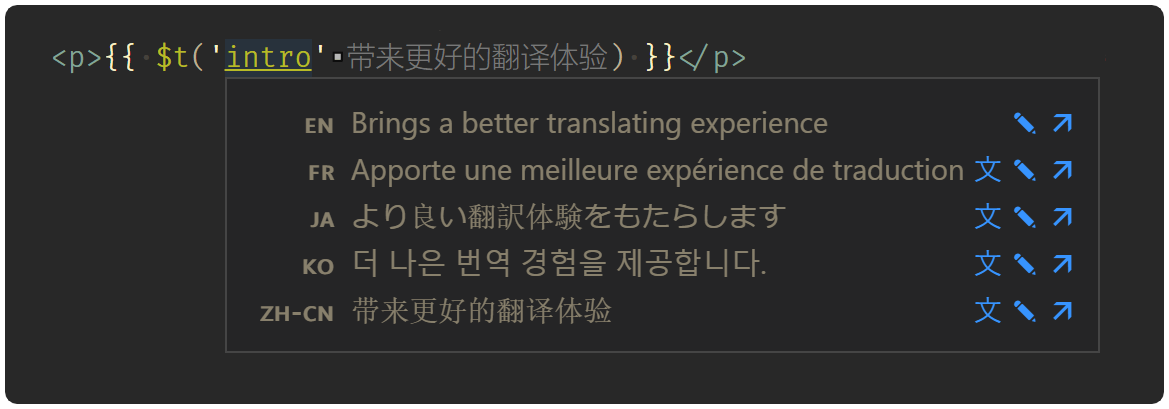 <p>{{ $t('intro' 带来更好的翻译体验) }}</p>
EN Brings a better translating experience
FR Apporte une meilleure expérience de traduction 文
JA より良い翻訳体験をもたらします 文
KO 더 나은 번역 경험을 제공합니다. 文
ZH-CN 带来更好的翻译体验 文